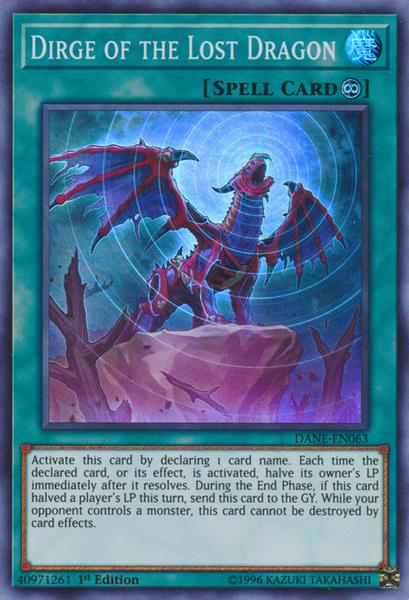 DIRGE OF THE LOST DRAGON
魔
[SPELL CARD]
DANE-EN063
Activate this card by declaring 1 card name. Each time the
declared card, or its effect, is activated, halve its owner's LP
immediately after it resolves. During the End Phase, if this card
halved a player's LP this turn, send this card to the GY. While your
opponent controls a monster, this card cannot be destroyed by
card effects.
40971261 1st Edition ©1996 KAZUKI TAKAHASHI